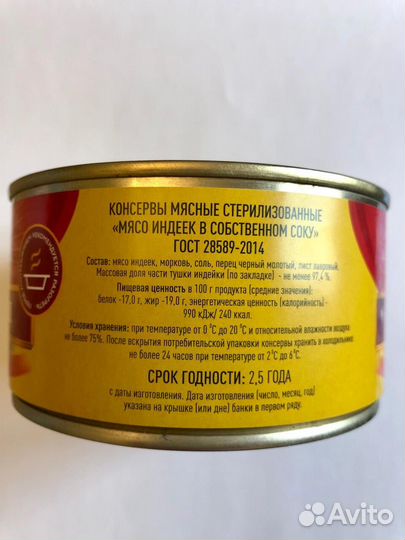 КОНСЕРВЫ МЯСНЫЕ СТЕРИЛИЗОВАННЫЕ
«МЯСО ИНДЕЕК В СОБСТВЕННОМ СОКУ»
ГОСТ 28589-2014
Состав: мясо индеек, морковь, соль, перец черный молотый, лист лавровый.
Массовая доля части тушки индейки (по закладке) - не менее 97,4 %.
Пищевая ценность в 100 г продукта (средние значения):
белок -17,0 г, жир -19,0 г, энергетическая ценность (калорийность) -
990 кДж/ 240 ккал.
Условия хранения: при температуре от 0°С до 20°С и относительной влажности воздуха
не более 75%. После вскрытия потребительской упаковки консервы хранить в холодильнике
не более 24 часов при температуре от 2°С до 6°С.
СРОК ГОДНОСТИ: 2,5 ГОДА
с даты изготовления. Дата изготовления (число, месяц, год)
указана на крышке (или дне) банки в первом ряду.
РЕКОМЕНДУЕТСЯ РАЗОГРЕТЬ
Avito